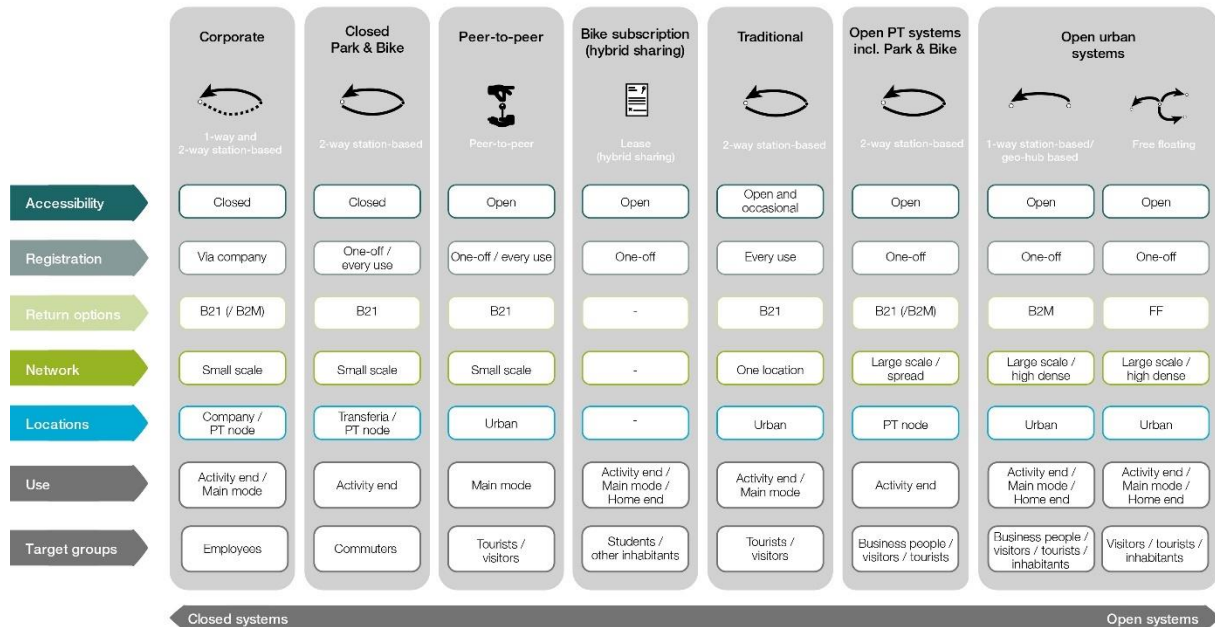 Corporate
Closed
Park & Bike
Peer-to-peer
Bike subscription
(hybrid sharing)
Traditional
Open PT systems
incl. Park & Bike
Open urban
systems
1-way and
2-way station-based
2-way station-based
Peer-to-peer
Lease
(hybrid sharing)
2-way station-based
2-way station-based
1-way station-based/
geo-hub based
Free floating
Accessibility
Closed
Closed
Open
Open
Open and
occasional
Open
Open
Open
Registration
Via company
One-off /
every use
One-off / every use
One-off
Every use
One-off
One-off
One-off
Return options
B21 (/ B2M)
B21
B21
-
B21
B21 (/B2M)
B2M
FF
Network
Small scale
Small scale
Small scale
-
One location
Large scale /
spread
Large scale /
high dense
Large scale /
high dense
Locations
Company /
PT node
Transferia /
PT node
Urban
-
Urban
PT node
Urban
Urban
Use
Activity end /
Main mode
Activity end
Main mode
Activity end /
Main mode /
Home end
Activity end /
Main mode
Activity end
Activity end /
Main mode /
Home end
Activity end /
Main mode /
Home end
Target groups
Employees
Commuters
Tourists /
visitors
Students /
other inhabitants
Tourists /
visitors
Business people /
visitors / tourists
Business people /
visitors / tourists /
inhabitants
Visitors / tourists /
inhabitants
Closed systems
Open systems